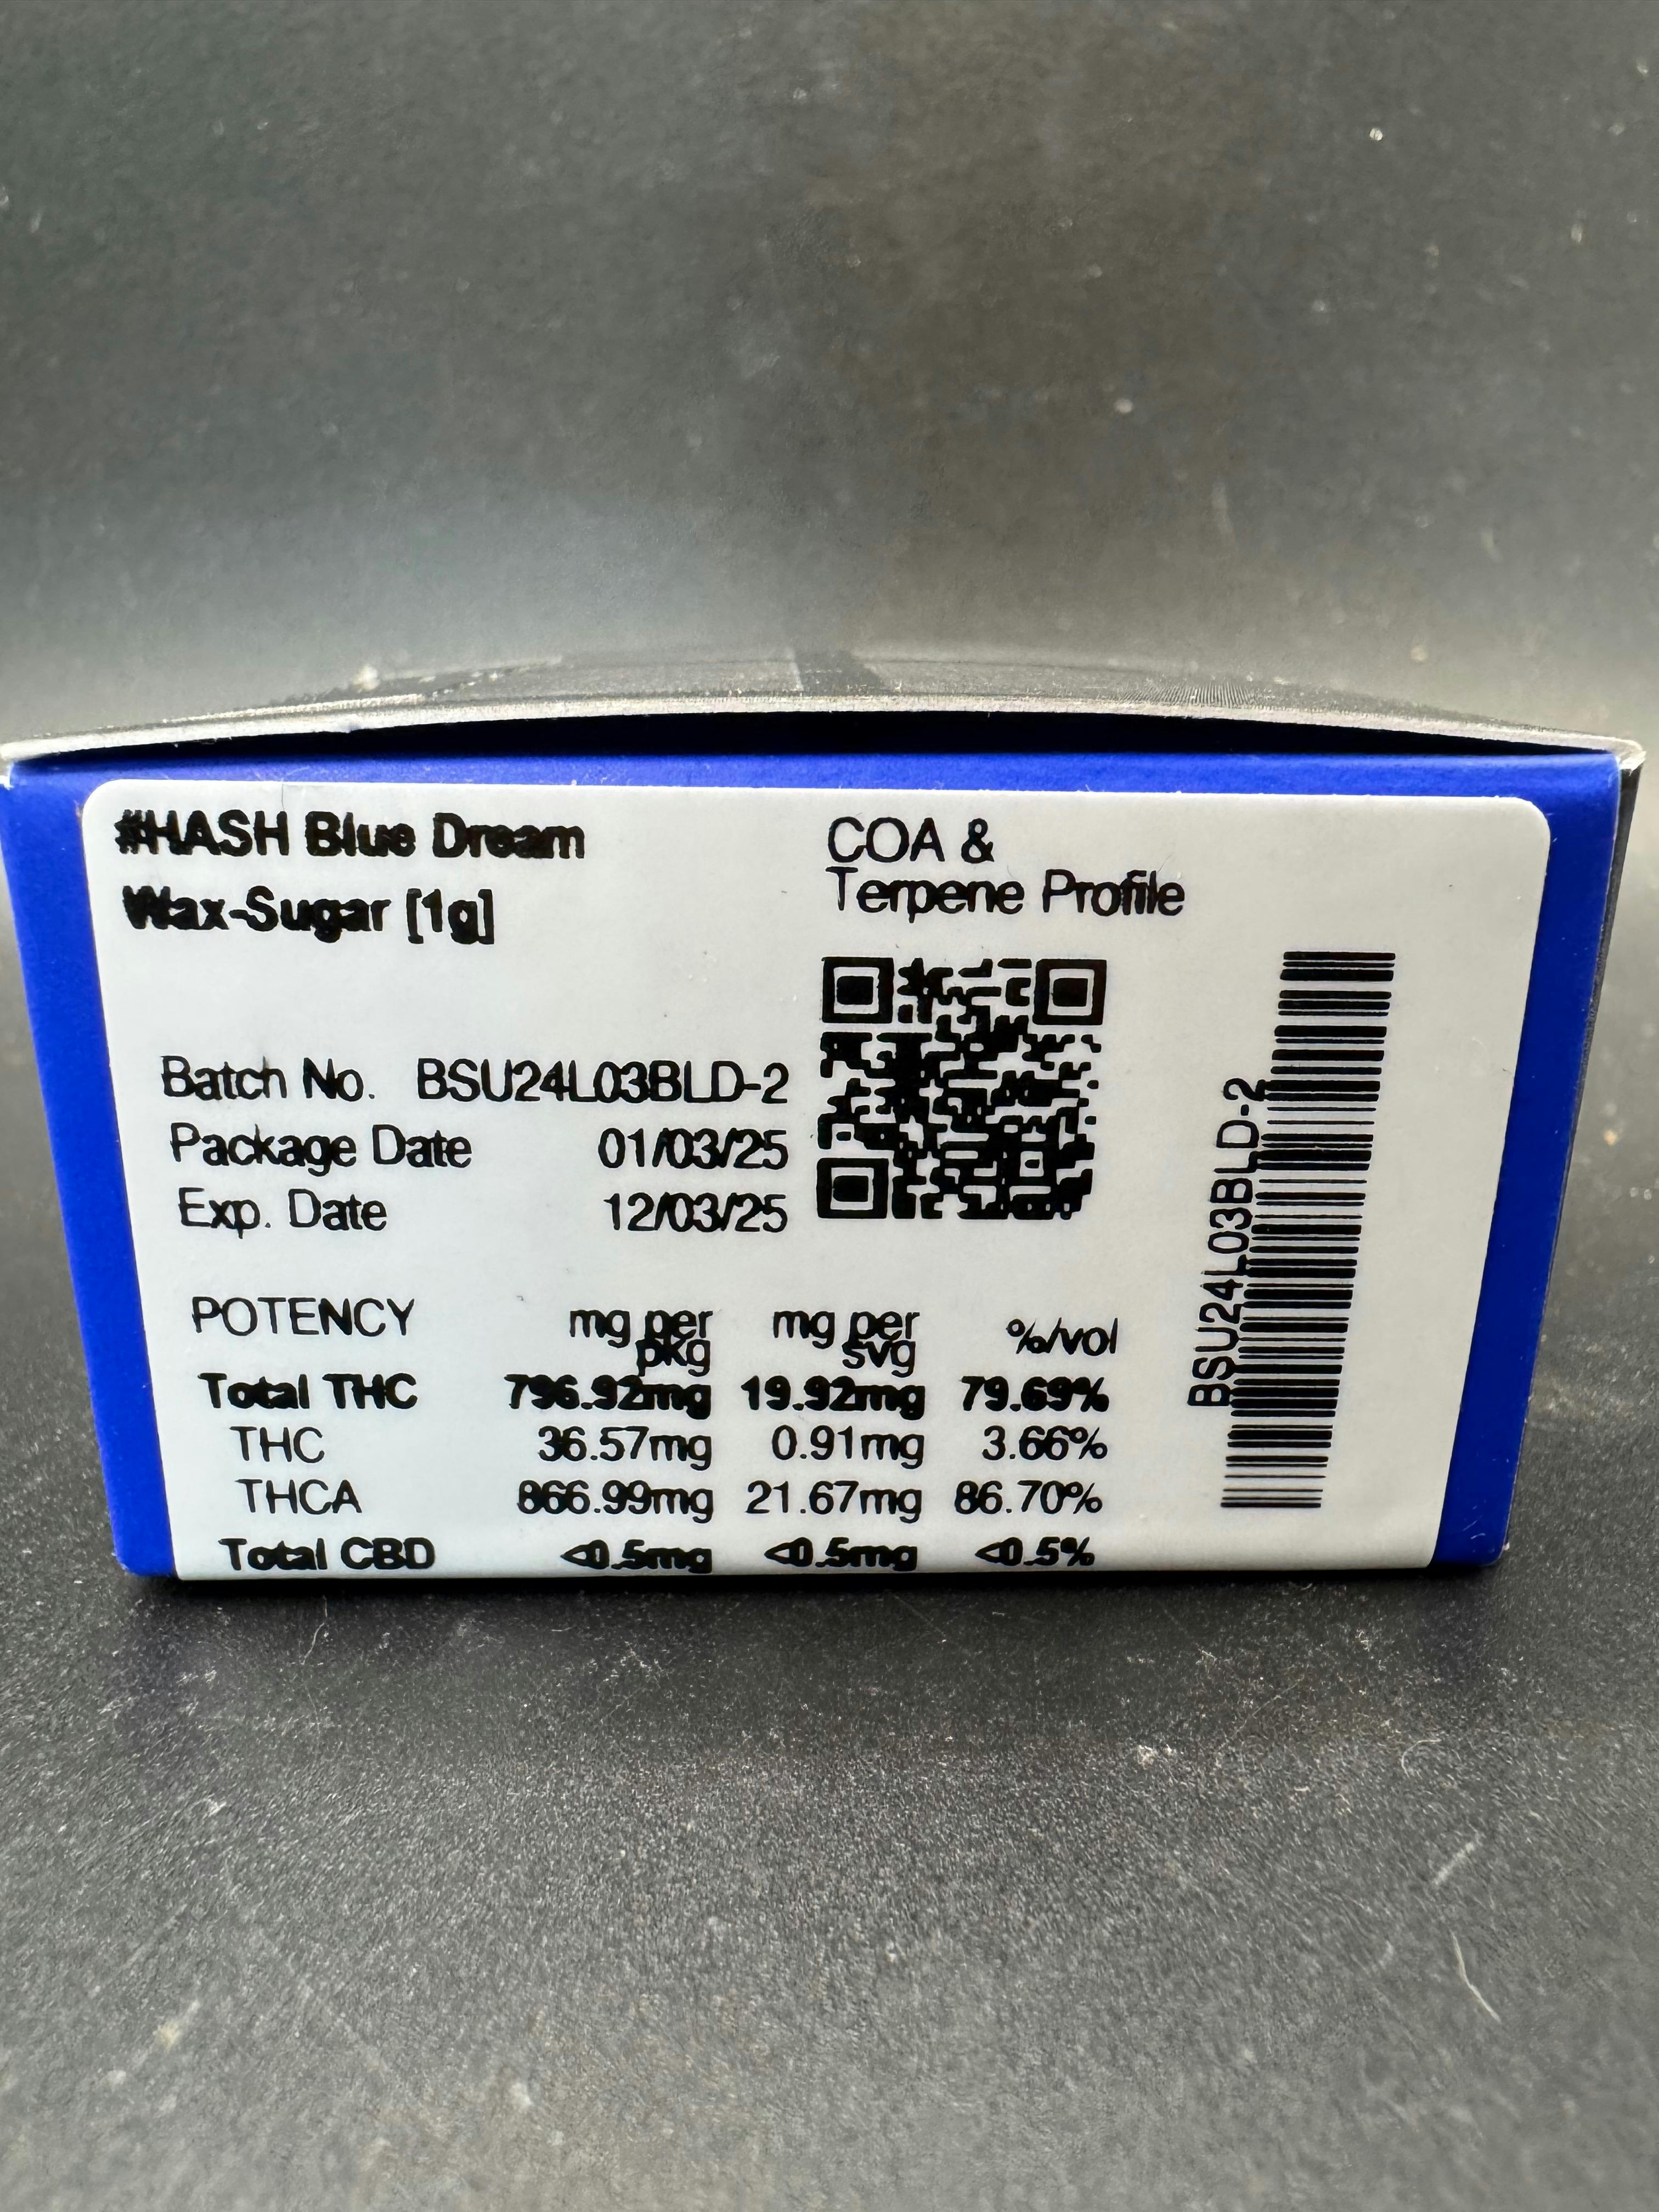 #HASH Blue Dream
Wax-Sugar [1g]
COA &
Terpene Profile
Batch No. BSU24L03BLD-2
Package Date 01/03/25
Exp. Date 12/03/25
POTENCY mg per pkg mg per svg %/vol
Total THC 796.92mg 19.92mg 79.69%
THC 36.57mg 0.91mg 3.66%
THCA 866.99mg 21.67mg 86.70%
Total CBD <0.5mg <0.5mg <0.5%
BSU24L03BLD-2